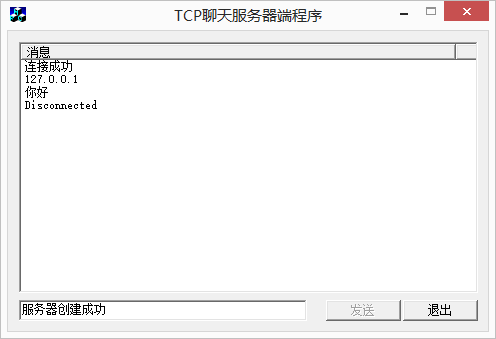 TCP聊天服务器端程序
消息
连接成功
127.0.0.1
你好
Disconnected
服务器创建成功
发送
退出